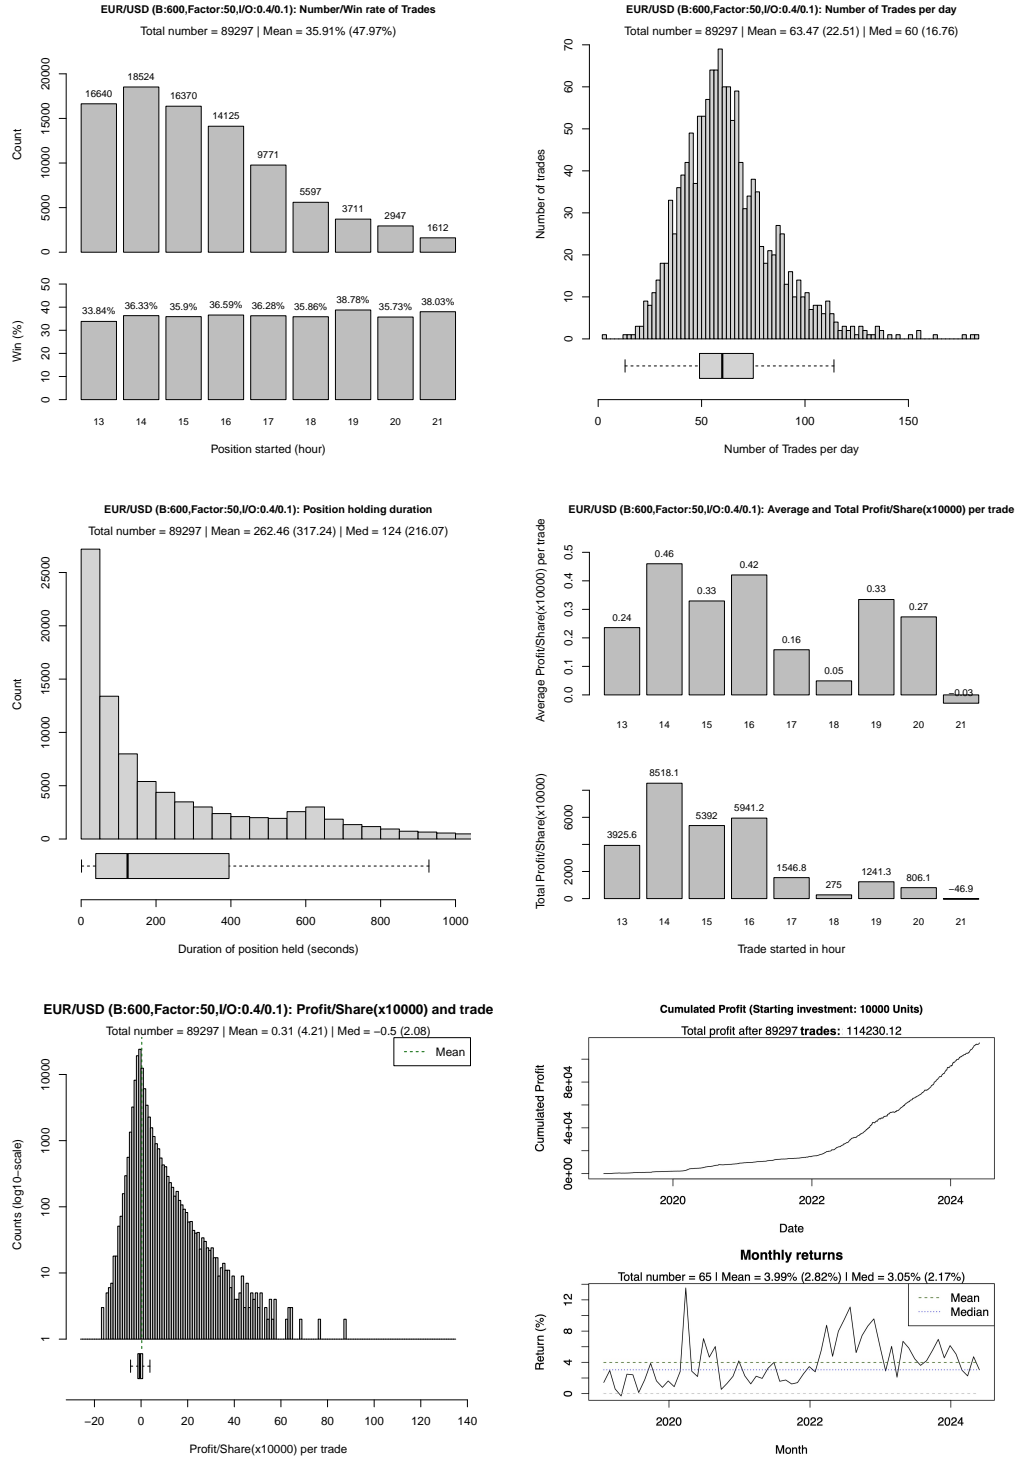 EUR/USD (B:600,Factor:50,I/O:0.4/0.1): Number/Win rate of Trades
Total number = 89297 | Mean = 35.91% (47.97%)
Count
0 5000 10000 15000 20000
16640 18524 16370 14125 9771 5597 3711 2947 1612
Win (%)
0 10 20 30 40 50
33.84% 36.33% 35.9% 36.59% 36.28% 35.86% 38.78% 35.73% 38.03%
13 14 15 16 17 18 19 20 21
Position started (hour)
EUR/USD (B:600,Factor:50,I/O:0.4/0.1): Number of Trades per day
Total number = 89297 | Mean = 63.47 (22.51) | Med = 60 (16.76)
Number of trades
0 10 20 30 40 50 60 70
0 50 100 150
Number of Trades per day
EUR/USD (B:600,Factor:50,I/O:0.4/0.1): Position holding duration
Total number = 89297 | Mean = 262.46 (317.24) | Med = 124 (216.07)
Count
0 5000 10000 15000 20000 25000
0 200 400 600 800 1000
Duration of position held (seconds)
EUR/USD (B:600,Factor:50,I/O:0.4/0.1): Average and Total Profit/Share(x10000) per trade
Average Profit/Share(x10000) per trade
0.0 0.1 0.2 0.3 0.4 0.5
0.24 0.46 0.33 0.42 0.16 0.05 0.33 0.27 −0.03
13 14 15 16 17 18 19 20 21
Total Profit/Share(x10000)
0 2000 6000
3925.6 8518.1 5392 5941.2 1546.8 275 1241.3 806.1 −46.9
13 14 15 16 17 18 19 20 21
Trade started in hour
EUR/USD (B:600,Factor:50,I/O:0.4/0.1): Profit/Share(x10000) and trade
Total number = 89297 | Mean = 0.31 (4.21) | Med = −0.5 (2.08)
Mean
Counts (log10−scale)
1 10 100 1000 10000
−20 0 20 40 60 80 100 120 140
Profit/Share(x10000) per trade
Cumulated Profit (Starting investment: 10000 Units)
Total profit after 89297 trades: 114230.12
Cumulated Profit
0e+00 4e+04 8e+04
2020 2022 2024
Date
Monthly returns
Total number = 65 | Mean = 3.99% (2.82%) | Med = 3.05% (2.17%)
Mean
Median
Return (%)
0 4 8 12
2020 2022 2024
Month